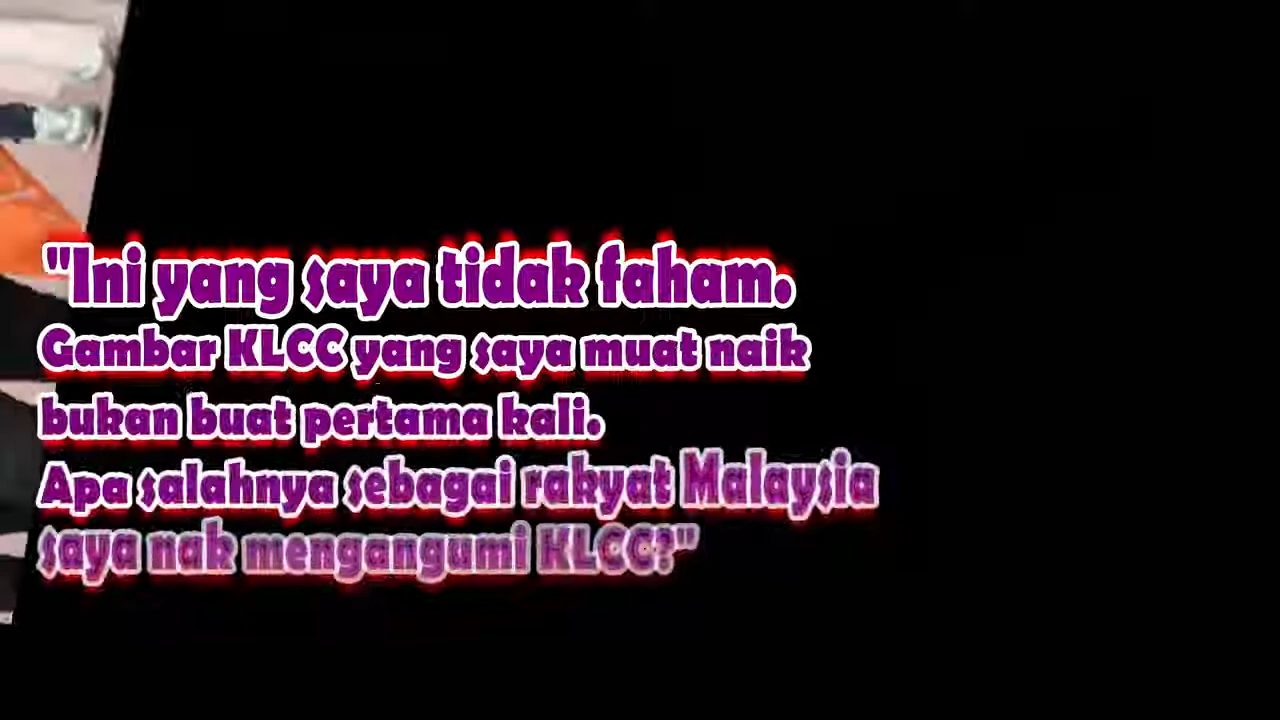 "Ini yang saya tidak faham.
Gambar KLCC yang saya muat naik
bukan buat pertama kali.
Apa salahnya sebagai rakyat Malaysia
saya nak mengangumi KLCC?"